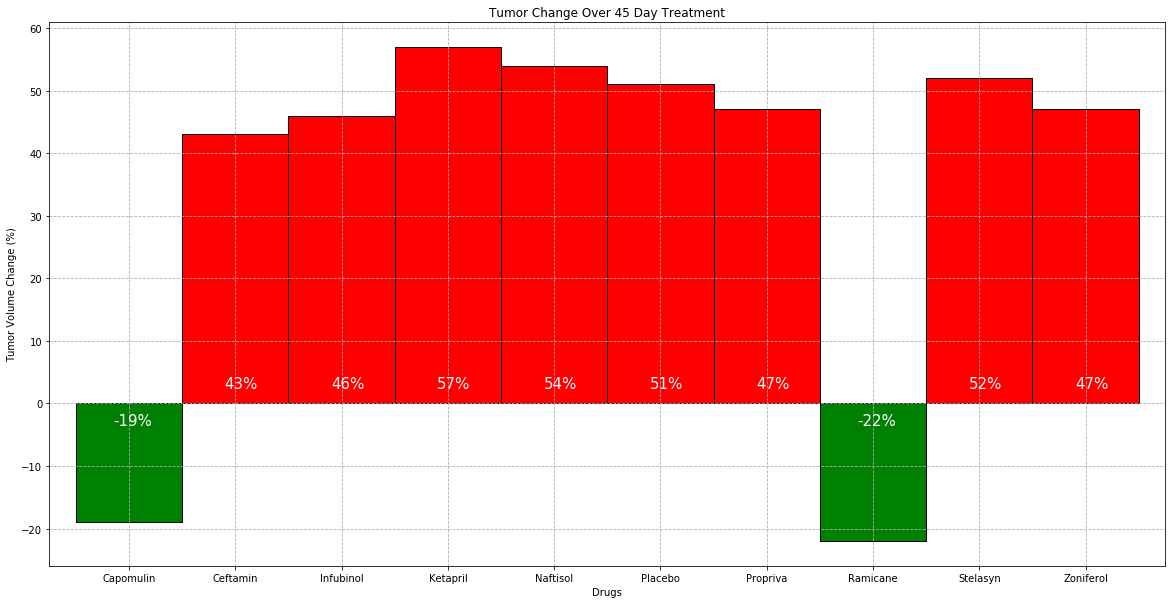 Tumor Change Over 45 Day Treatment
Tumor Volume Change (%)
60
50
40
30
20
10
0
−10
−20
43% 46% 57% 54% 51% 47% 52% 47%
-19% -22%
Capomulin Ceftamin Infubinol Ketapril Naftisol Placebo Propriva Ramicane Stelasyn Zoniferol
Drugs